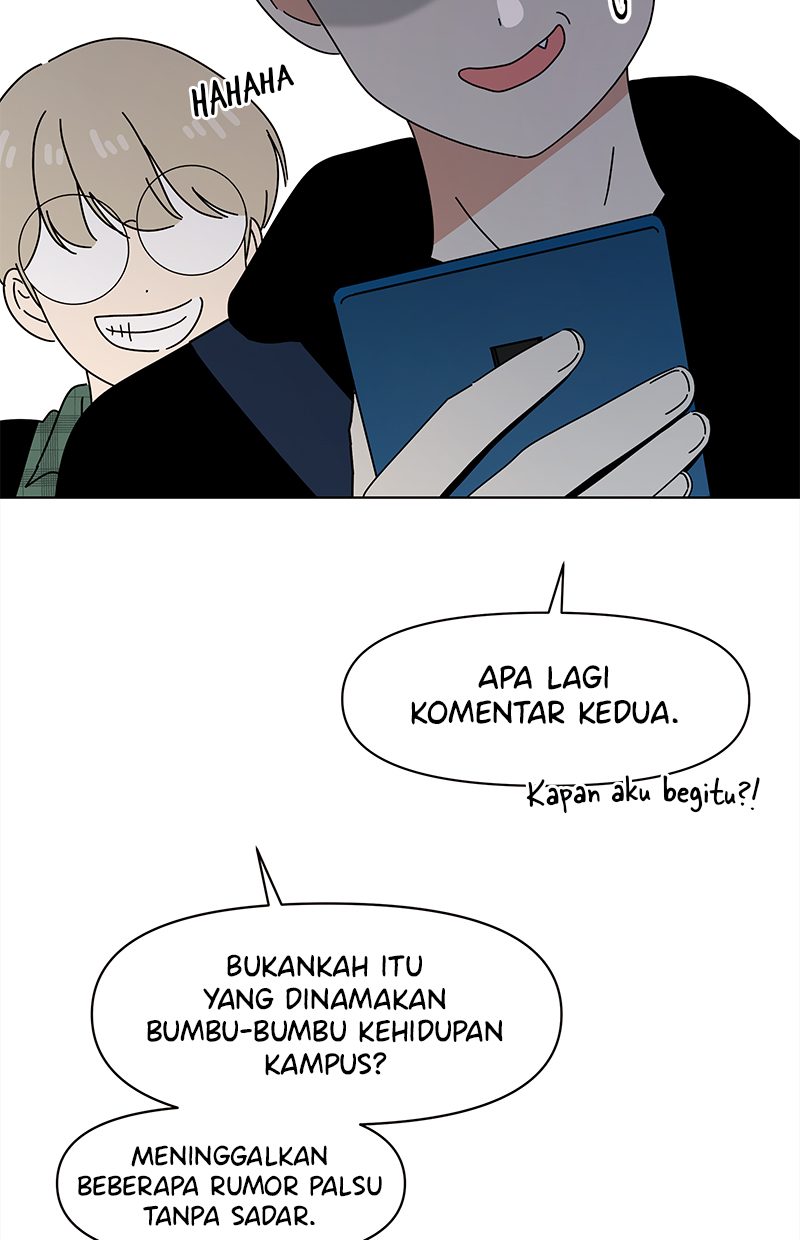 HAHAHA
APA LAGI
KOMENTAR KEDUA.
Kapan aku begitu?!
BUKANKAH ITU
YANG DINAMAKAN
BUMBU-BUMBU KEHIDUPAN
KAMPUS?
MENINGGALKAN
BEBERAPA RUMOR PALSU
TANPA SADAR.